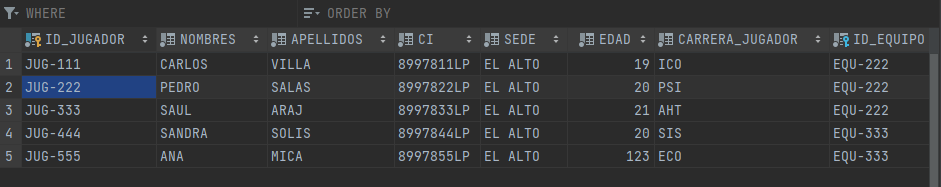 WHERE ORDER BY
ID_JUGADOR NOMBRES APELLIDOS CI SEDE EDAD CARRERA_JUGADOR ID_EQUIPO
1 JUG-111 CARLOS VILLA 8997811LP EL ALTO 19 ICO EQU-222
2 JUG-222 PEDRO SALAS 8997822LP EL ALTO 20 PSI EQU-222
3 JUG-333 SAUL ARAJ 8997833LP EL ALTO 21 AHT EQU-222
4 JUG-444 SANDRA SOLIS 8997844LP EL ALTO 20 SIS EQU-333
5 JUG-555 ANA MICA 8997855LP EL ALTO 123 ECO EQU-333